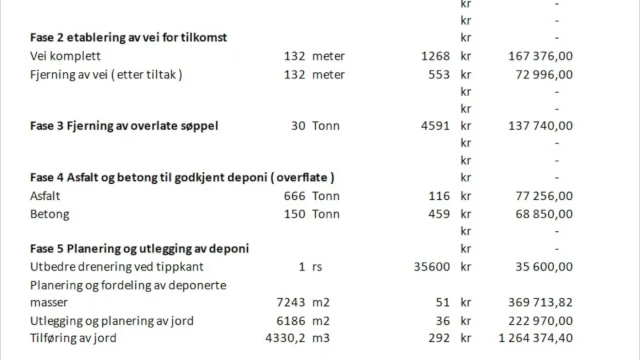 kr -
kr -
Fase 2 etablering av vei for tilkomst kr -
Vei komplett 132 meter 1268 kr 167 376,00
Fjerning av vei ( etter tiltak ) 132 meter 553 kr 72 996,00
kr -
kr -
Fase 3 Fjerning av overlate søppel 30 Tonn 4591 kr 137 740,00
kr -
kr -
Fase 4 Asfalt og betong til godkjent deponi ( overflate ) kr -
Asfalt 666 Tonn 116 kr 77 256,00
Betong 150 Tonn 459 kr 68 850,00
kr -
Fase 5 Planering og utlegging av deponi kr -
Utbedre drenering ved tippkant 1 rs 35600 kr 35 600,00
Planering og fordeling av deponerte
masser 7243 m2 51 kr 369 713,82
Utlegging og planering av jord 6186 m2 36 kr 222 970,00
Tilføring av jord 4330,2 m3 292 kr 1 264 374,40